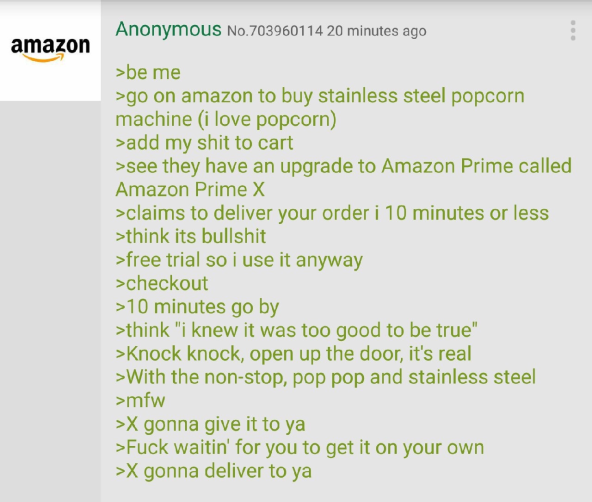 amazon
Anonymous No.703960114 20 minutes ago
>be me
>go on amazon to buy stainless steel popcorn
machine (i love popcorn)
>add my shit to cart
>see they have an upgrade to Amazon Prime called
Amazon Prime X
>claims to deliver your order i 10 minutes or less
>think its bullshit
>free trial so i use it anyway
>checkout
>10 minutes go by
>think "i knew it was too good to be true"
>Knock knock, open up the door, it's real
>With the non-stop, pop pop and stainless steel
>mfw
>X gonna give it to ya
>Fuck waitin' for you to get it on your own
>X gonna deliver to ya